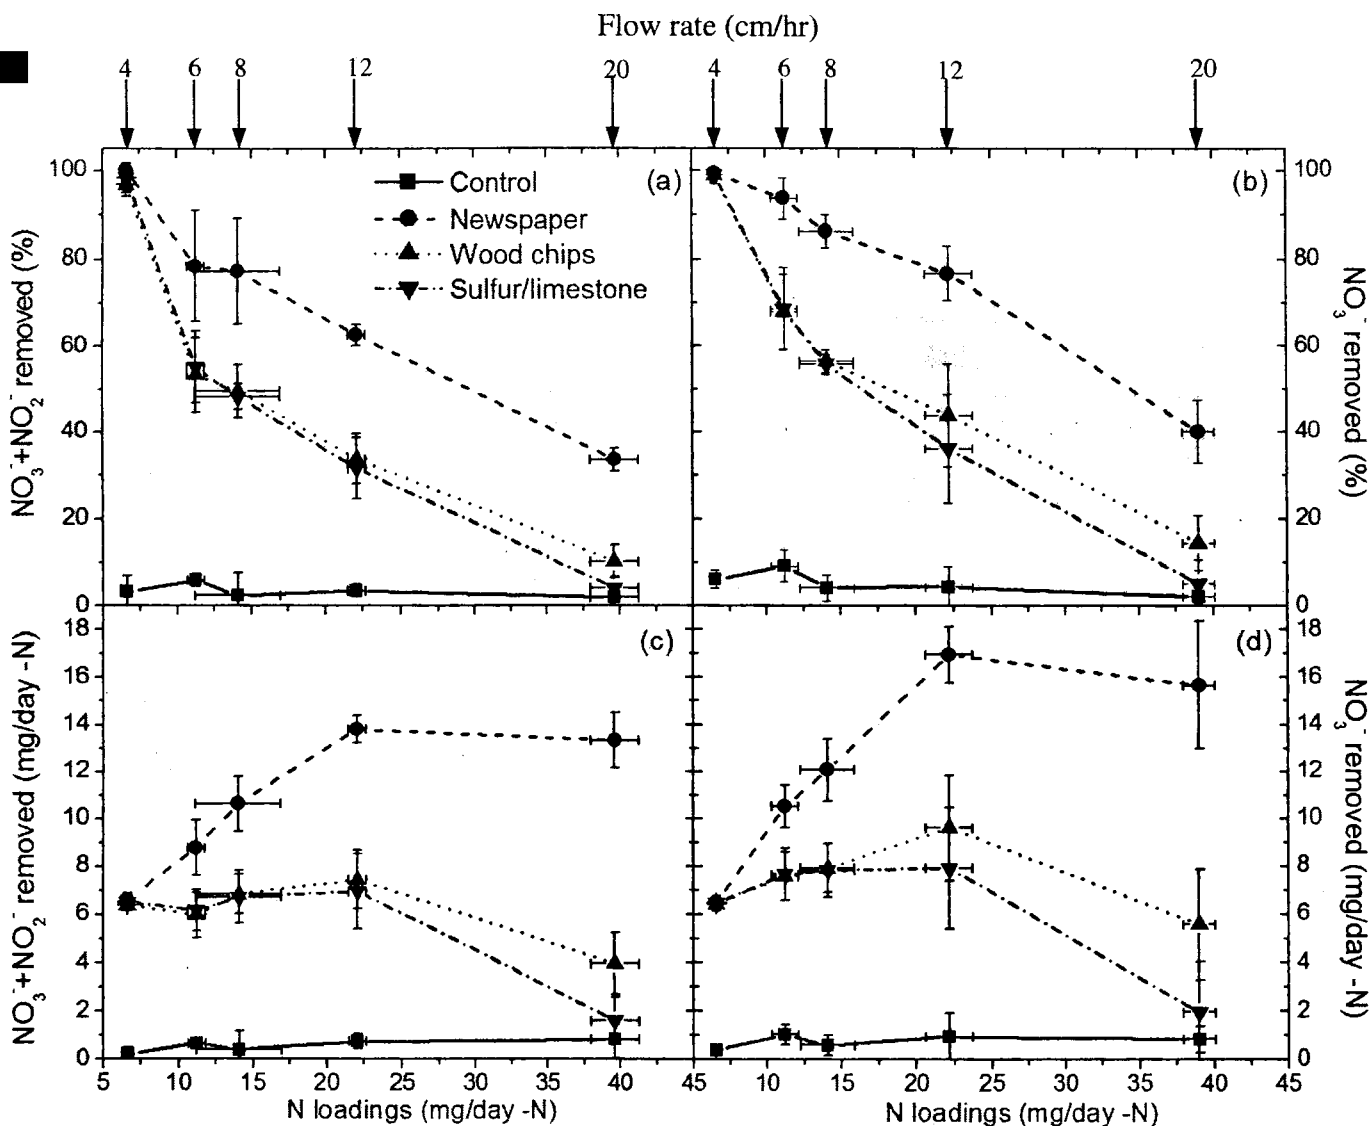 Flow rate (cm/hr)
4 6 8 12 20 4 6 8 12 20
100 (a) (b) 100
Control
Newspaper
Wood chips
Sulfur/limestone
80 80
60 60
40 40
20 20
0 0
NO₃⁻+NO₂⁻ removed (%)
NO₃⁻ removed (%)
18 (c) (d) 18
16 16
14 14
12 12
10 10
8 8
6 6
4 4
2 2
0 0
NO₃⁻+NO₂⁻ removed (mg/day -N)
NO₃⁻ removed (mg/day -N)
5 10 15 20 25 30 35 40 45 10 15 20 25 30 35 40 45
N loadings (mg/day -N) N loadings (mg/day -N)